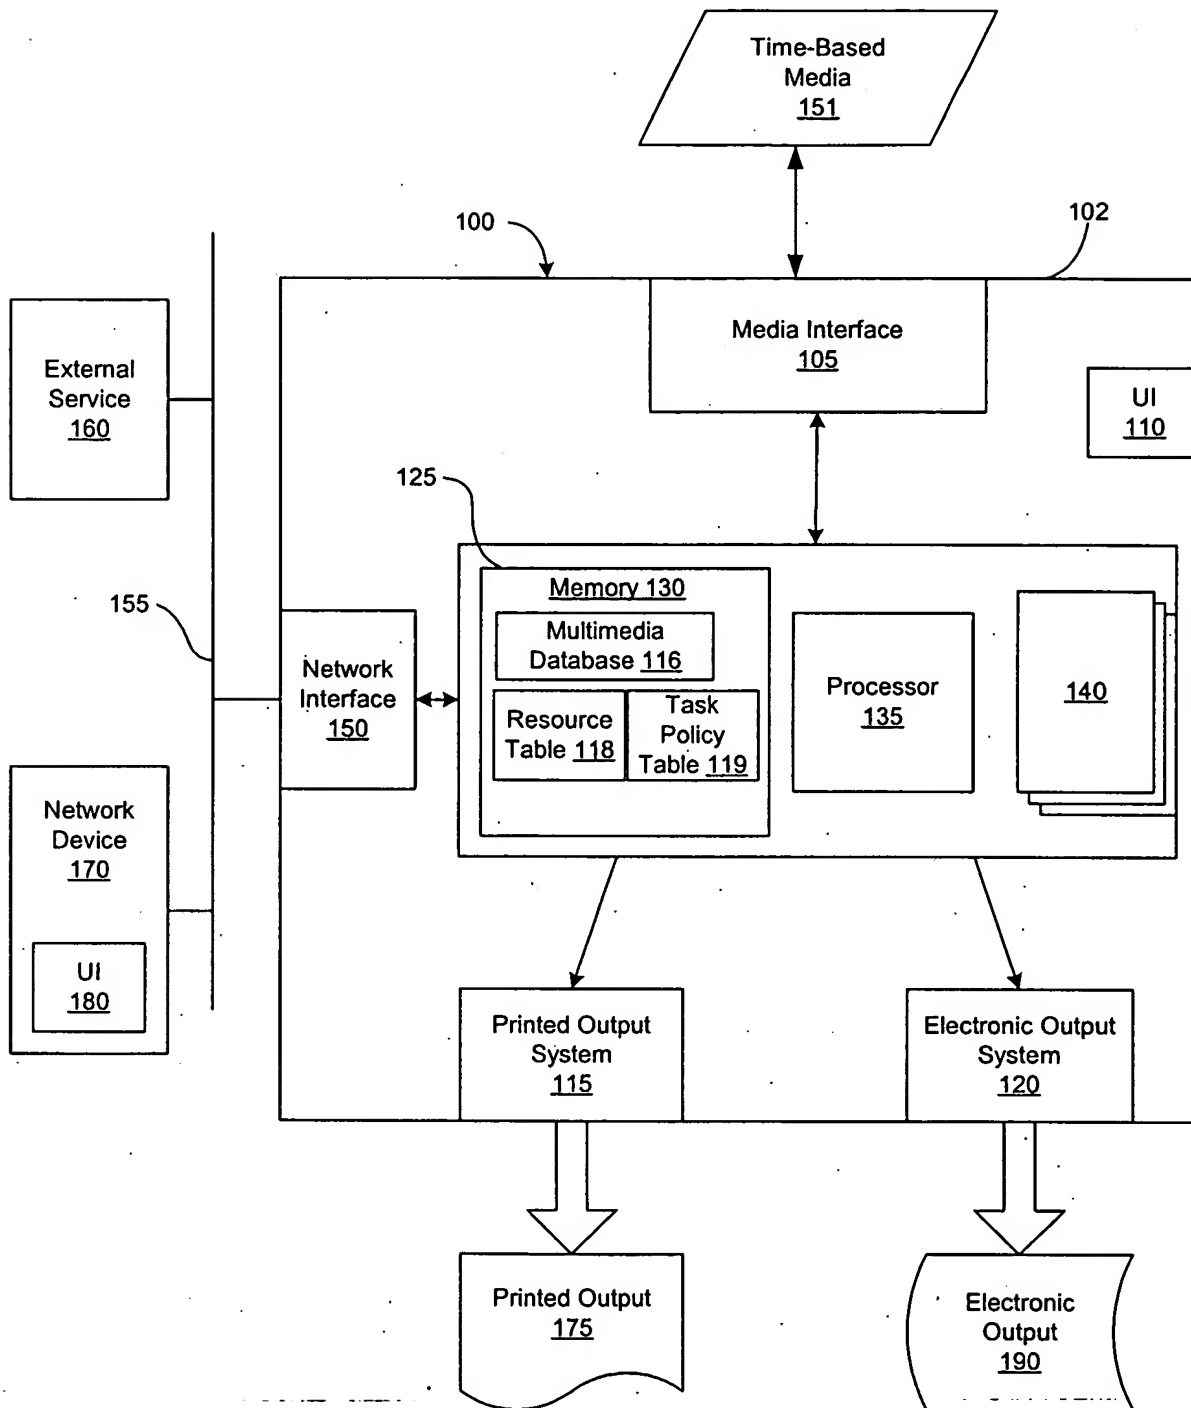 Time-Based
Media
151
100
102
Media Interface
105
External
Service
160
UI
110
125
Memory 130
Multimedia
Database 116
155
Network
Interface
150
Resource
Table 118
Task
Policy
Table 119
Processor
135
140
Network
Device
170
UI
180
Printed Output
System
115
Electronic Output
System
120
Printed Output
175
Electronic
Output
190